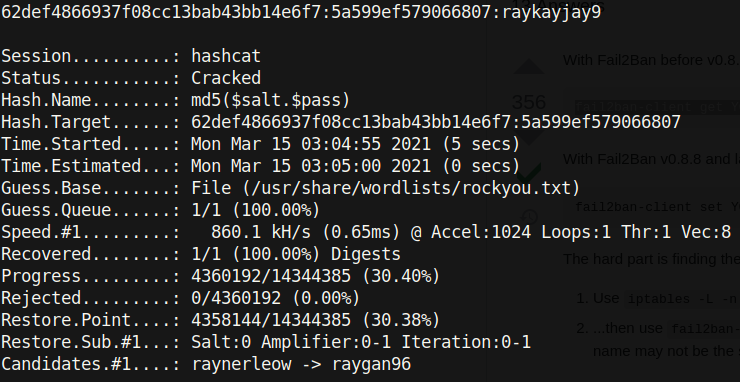 62def4866937f08cc13bab43bb14e6f7:5a599ef579066807:raykayjay9
Session..........: hashcat
Status...........: Cracked
Hash.Name........: md5($salt.$pass)
Hash.Target......: 62def4866937f08cc13bab43bb14e6f7:5a599ef579066807
Time.Started.....: Mon Mar 15 03:04:55 2021 (5 secs)
Time.Estimated...: Mon Mar 15 03:05:00 2021 (0 secs)
Guess.Base.......: File (/usr/share/wordlists/rockyou.txt)
Guess.Queue......: 1/1 (100.00%)
Speed.#1.........:   860.1 kH/s (0.65ms) @ Accel:1024 Loops:1 Thr:1 Vec:8
Recovered........: 1/1 (100.00%) Digests
Progress.........: 4360192/14344385 (30.40%)
Rejected.........: 0/4360192 (0.00%)
Restore.Point....: 4358144/14344385 (30.38%)
Restore.Sub.#1...: Salt:0 Amplifier:0-1 Iteration:0-1
Candidates.#1....: raynerleow -> raygan96
Answers
With Fail2Ban before v0.8.
356
fail2ban-client get
With Fail2Ban v0.8.8 and la
fail2ban-client set Y
The hard part is finding the
1. Use iptables -L -n
2. ...then use fail2ban-
name may not be the s